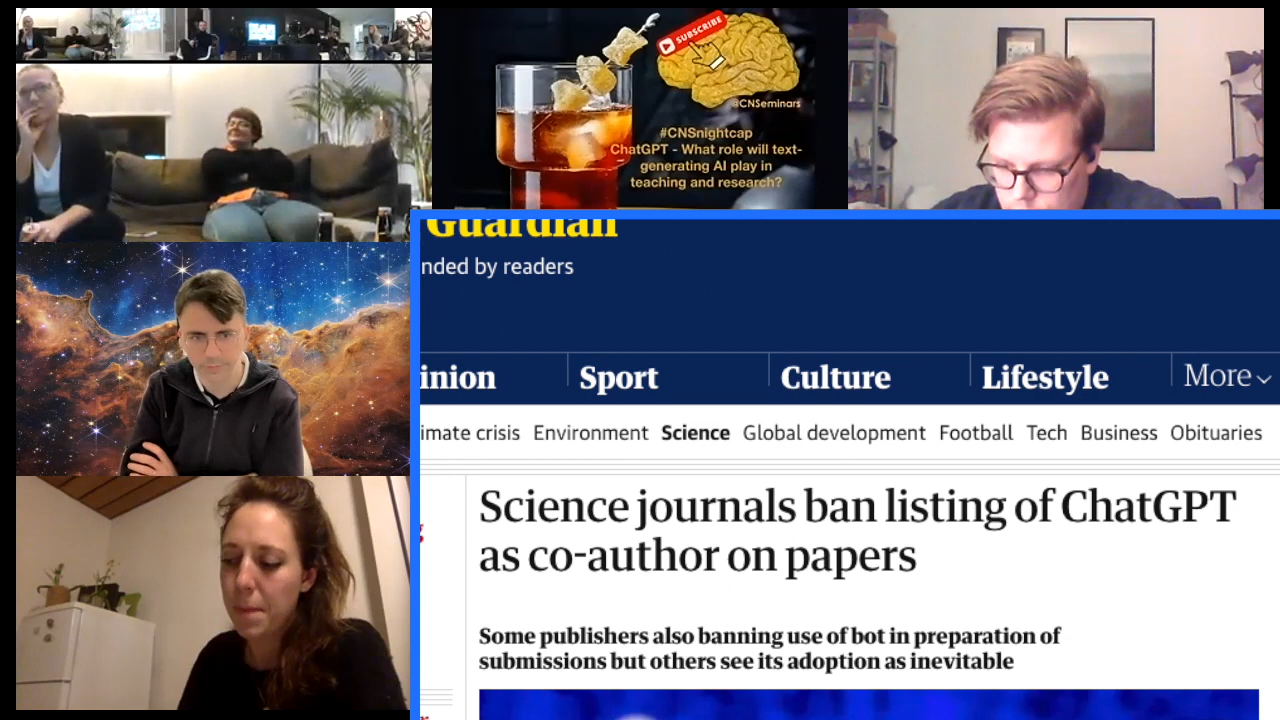 SUBSCRIBE
@CNSeminars
#CNSnightcap
ChatGPT - What role will text-
generating AI play in
teaching and research?
Guardian
nded by readers
inion Sport Culture Lifestyle More
imate crisis Environment Science Global development Football Tech Business Obituaries
Science journals ban listing of ChatGPT
as co-author on papers
Some publishers also banning use of bot in preparation of
submissions but others see its adoption as inevitable